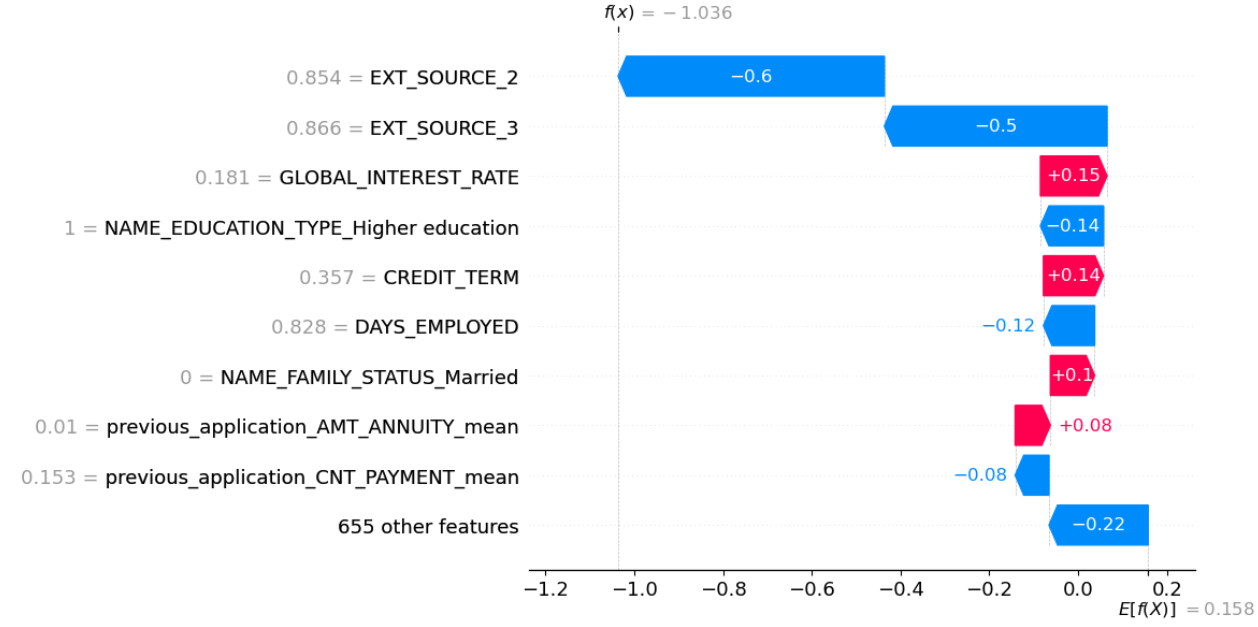 f(x) = −1.036
0.854 = EXT_SOURCE_2
−0.6
0.866 = EXT_SOURCE_3
−0.5
0.181 = GLOBAL_INTEREST_RATE
+0.15
1 = NAME_EDUCATION_TYPE_Higher education
−0.14
0.357 = CREDIT_TERM
+0.14
0.828 = DAYS_EMPLOYED
−0.12
0 = NAME_FAMILY_STATUS_Married
+0.1
0.01 = previous_application_AMT_ANNUITY_mean
+0.08
0.153 = previous_application_CNT_PAYMENT_mean
−0.08
655 other features
−0.22
−1.2 −1.0 −0.8 −0.6 −0.4 −0.2 0.0 0.2
E[f(X)] = 0.158